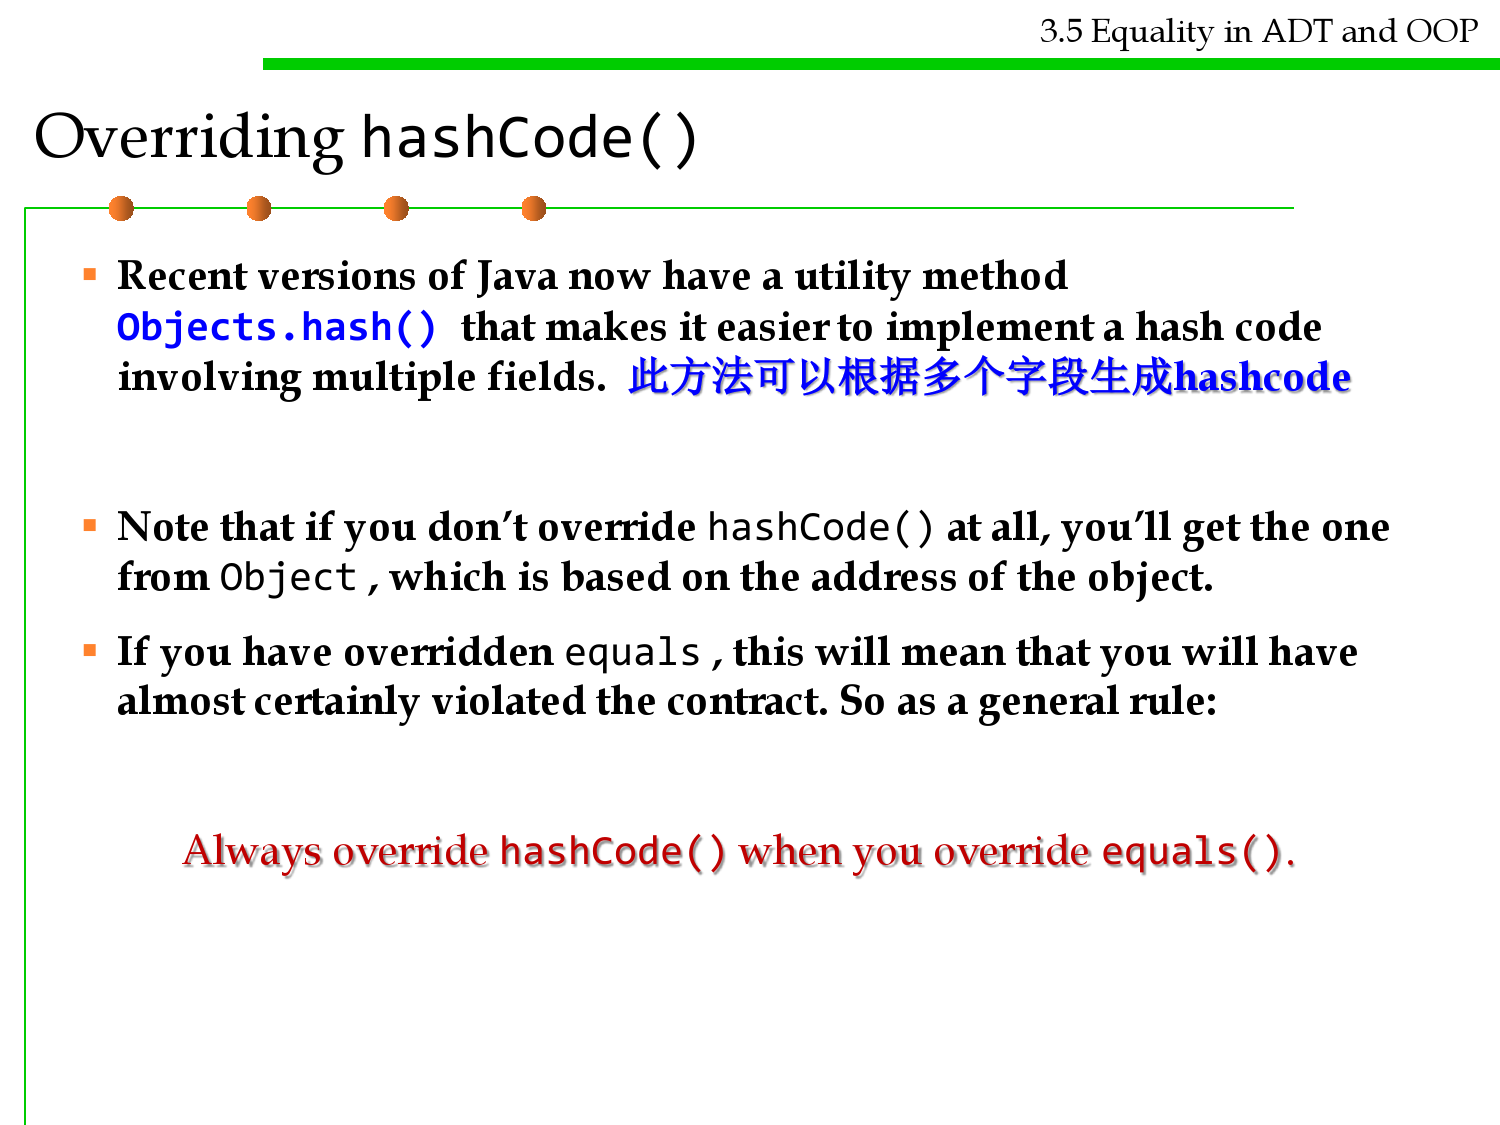 3.5 Equality in ADT and OOP
Overriding hashCode()
▪ Recent versions of Java now have a utility method
Objects.hash() that makes it easier to implement a hash code
involving multiple fields. 此方法可以根据多个字段生成hashcode
▪ Note that if you don’t override hashCode() at all, you’ll get the one
from Object , which is based on the address of the object.
▪ If you have overridden equals , this will mean that you will have
almost certainly violated the contract. So as a general rule:
Always override hashCode() when you override equals().